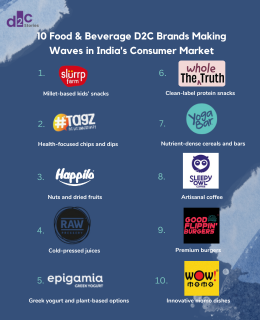 d2c
Stories
10 Food & Beverage D2C Brands Making
Waves in India's Consumer Market
1.
slurrp
farm
Millet-based kids' snacks
2.
#TagZ
Health-focused chips and dips
3.
Happilo
Nuts and dried fruits
4.
RAW
Cold-pressed juices
5.
epigamia
GREEK YOGURT
Greek yogurt and plant-based options
6.
whole
The Truth
Clean-label protein snacks
7.
Yoga
Bar
Nutrient-dense cereals and bars
8.
SLEEPY
OWL
Artisanal coffee
9.
GOOD
FLIPPIN'
BURGERS
Premium burgers
10.
WOW!
momo
Innovative momo dishes